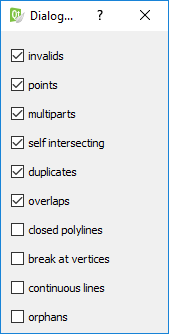 Dialog...
?
invalids
points
multiparts
self intersecting
duplicates
overlaps
closed polylines
break at vertices
continuous lines
orphans